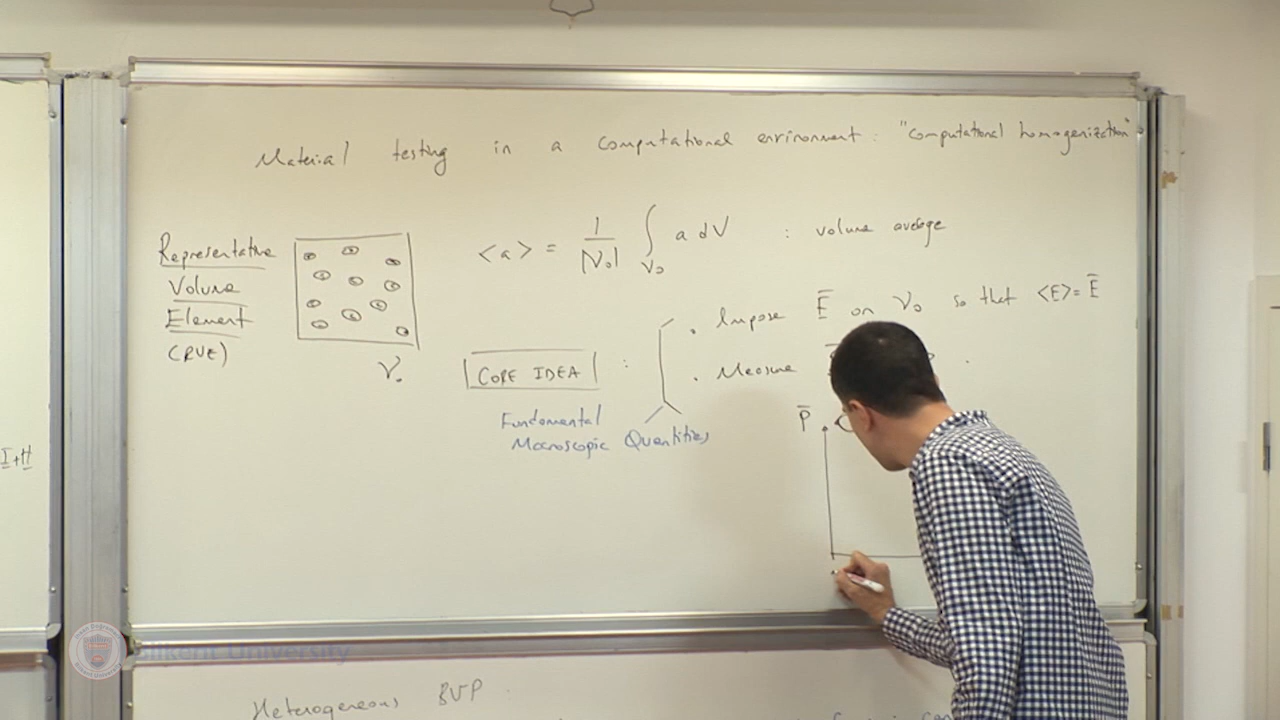 Material testing in a computational environment : "computational homogenization"
Representative
Volume
Element
(RVE)
V₀
<a> = 1/|V₀| ∫_V₀ a dV : volume average
CORE IDEA :
• Impose F̄ on V₀ so that <F> = F̄
• Measure
Fundamental
Macroscopic Quantities
P̄
I+H
Bilkent University
Heterogeneous BVP :